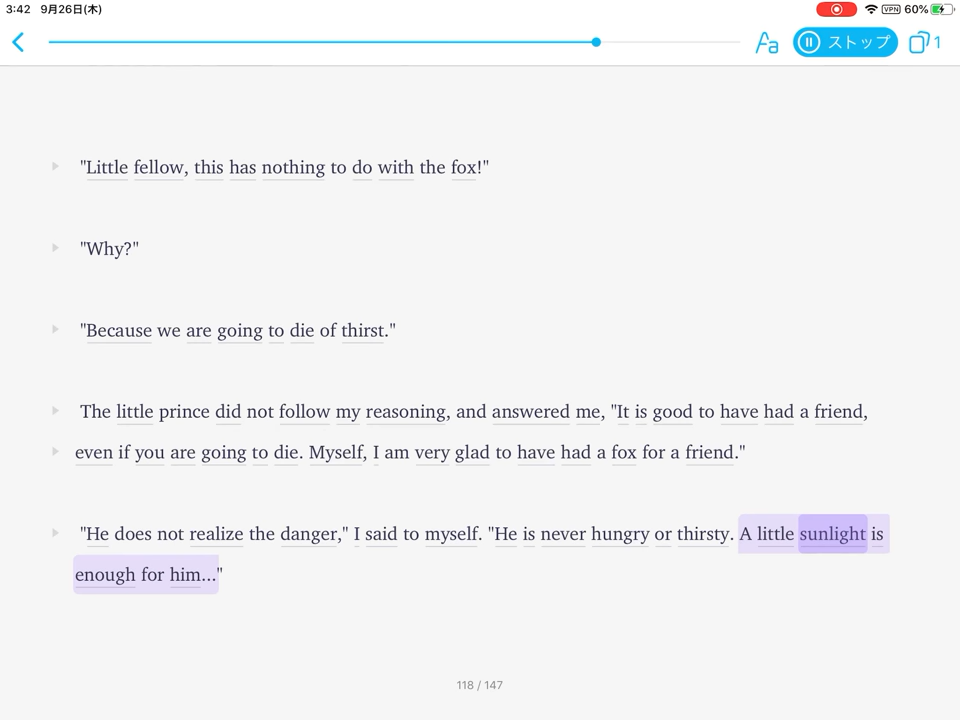 3:42 9月26日(木)
VPN 60%
ストップ
1
"Little fellow, this has nothing to do with the fox!"
"Why?"
"Because we are going to die of thirst."
The little prince did not follow my reasoning, and answered me, "It is good to have had a friend,
even if you are going to die. Myself, I am very glad to have had a fox for a friend."
"He does not realize the danger," I said to myself. "He is never hungry or thirsty. A little sunlight is
enough for him..."
118 / 147